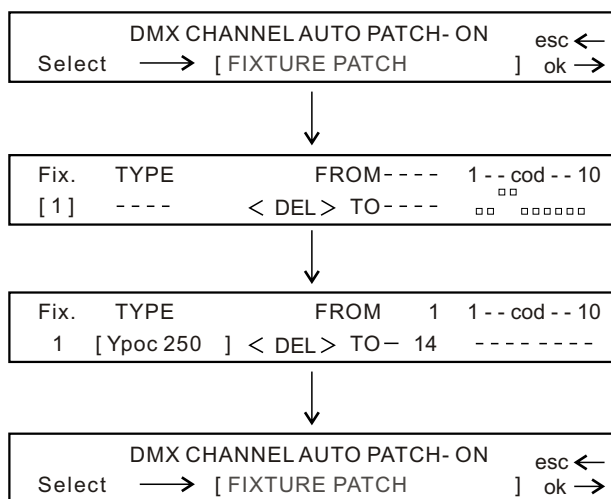 DMX CHANNEL AUTO PATCH- ON esc
Select [ FIXTURE PATCH ] ok
Fix. TYPE FROM---- 1 - - cod - - 10
[ 1 ] ---- < DEL > TO----
Fix. TYPE FROM 1 1 - - cod - - 10
1 [ Ypoc 250 ] < DEL > TO- 14 --------
DMX CHANNEL AUTO PATCH- ON esc
Select [ FIXTURE PATCH ] ok